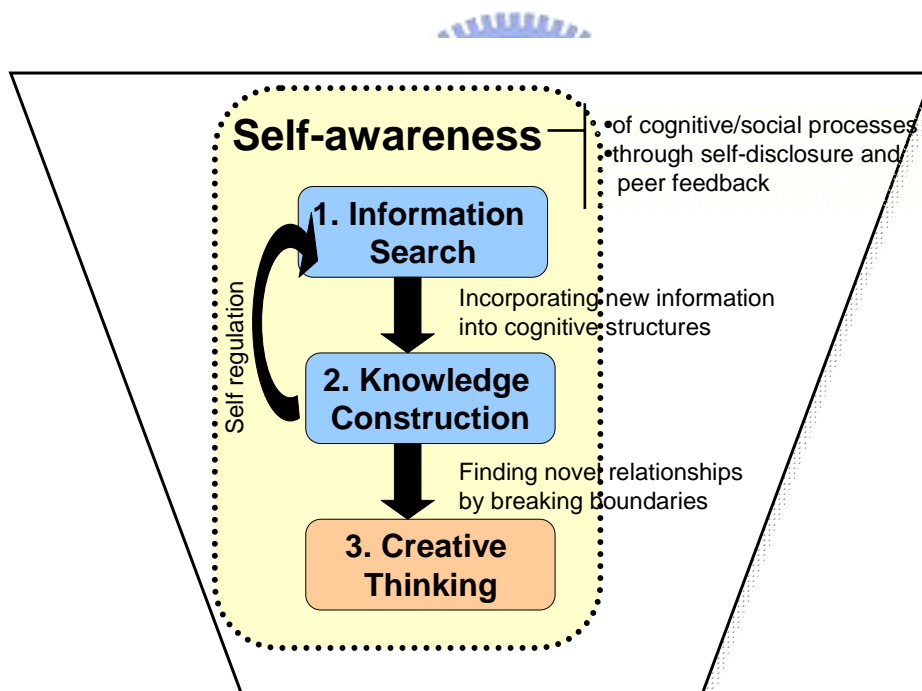 Self-awareness
•of cognitive/social processes
•through self-disclosure and
peer feedback
1. Information
Search
Incorporating new information
into cognitive structures
Self regulation
2. Knowledge
Construction
Finding novel relationships
by breaking boundaries
3. Creative
Thinking